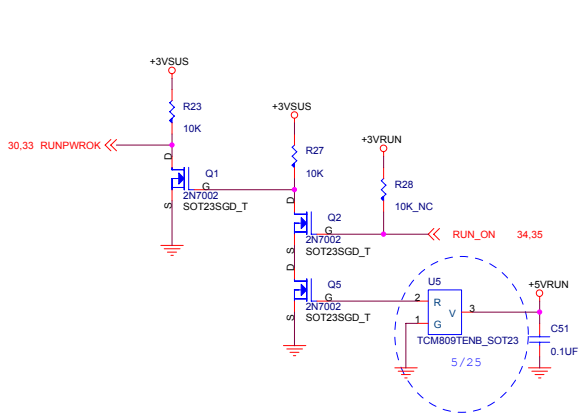 +3VSUS
R23
10K
+3VSUS
+3VRUN
30,33 RUNPWROK
D
Q1
G
S
2N7002
SOT23SGD_T
R27
10K
R28
10K_NC
D
Q2
G
S
2N7002
SOT23SGD_T
RUN_ON 34,35
D
Q5
G
S
2N7002
SOT23SGD_T
U5
2 R
V 3
1 G
TCM809TENB_SOT23
5/25
+5VRUN
C51
0.1UF